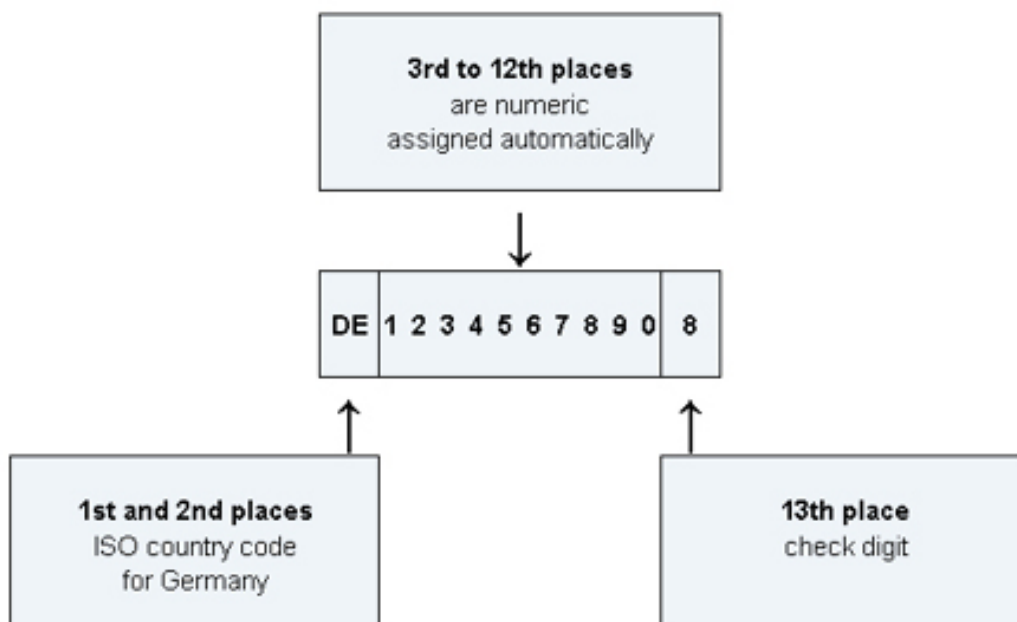 3rd to 12th places
are numeric
assigned automatically
DE 1 2 3 4 5 6 7 8 9 0 8
1st and 2nd places
ISO country code
for Germany
13th place
check digit